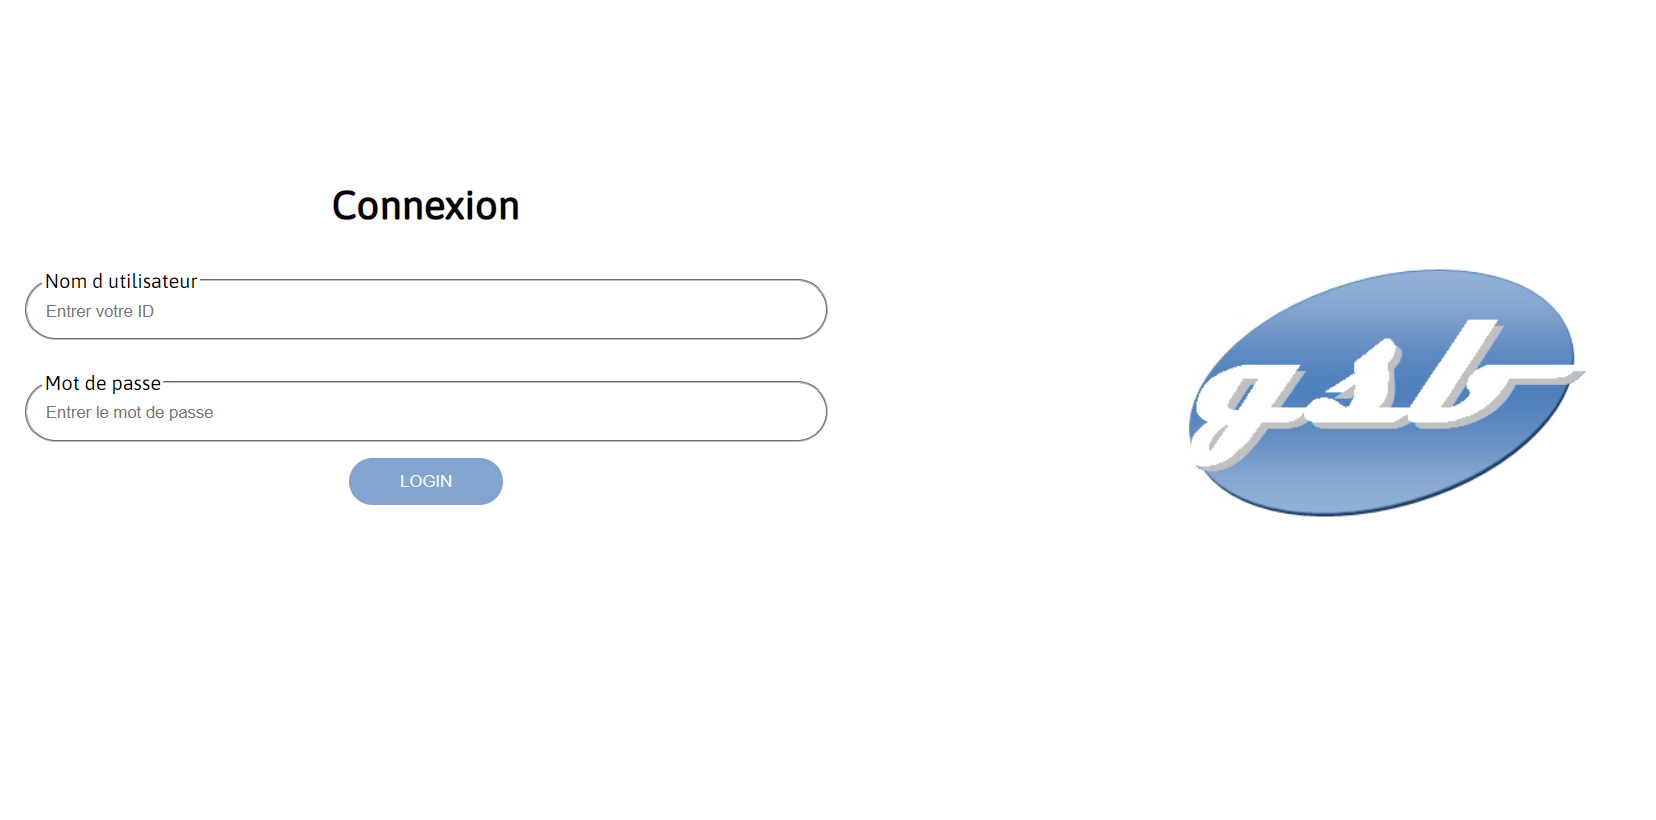 Connexion
Nom d utilisateur
Entrer votre ID
Mot de passe
Entrer le mot de passe
LOGIN
gsb